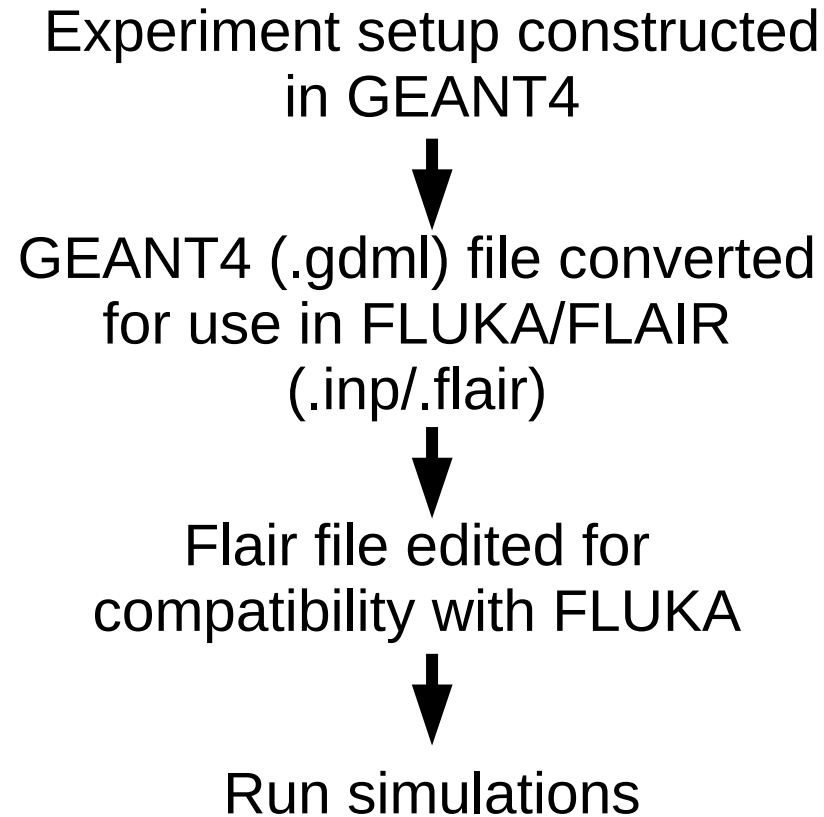 Experiment setup constructed
in GEANT4
GEANT4 (.gdml) file converted
for use in FLUKA/FLAIR
(.inp/.flair)
Flair file edited for
compatibility with FLUKA
Run simulations